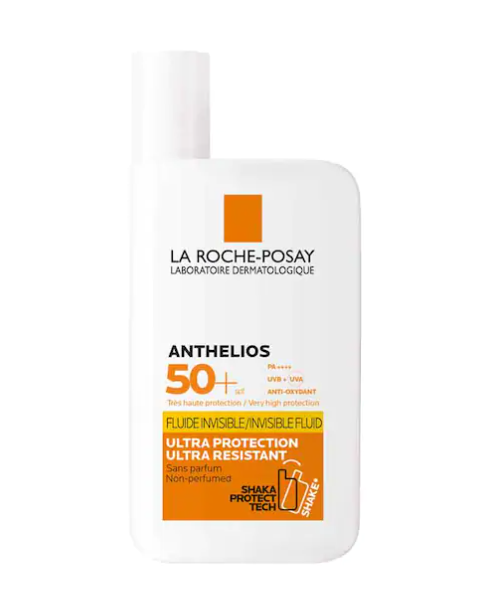 LA ROCHE-POSAY
LABORATOIRE DERMATOLOGIQUE
ANTHELIOS
50+
SPF
PA++++
UVB + UVA
ANTI-OXYDANT
Très haute protection / Very high protection
FLUIDE INVISIBLE/INVISIBLE FLUID
ULTRA PROTECTION
ULTRA RESISTANT
Sans parfum
Non-perfumed
SHAKA
PROTECT
TECH
SHAKE+